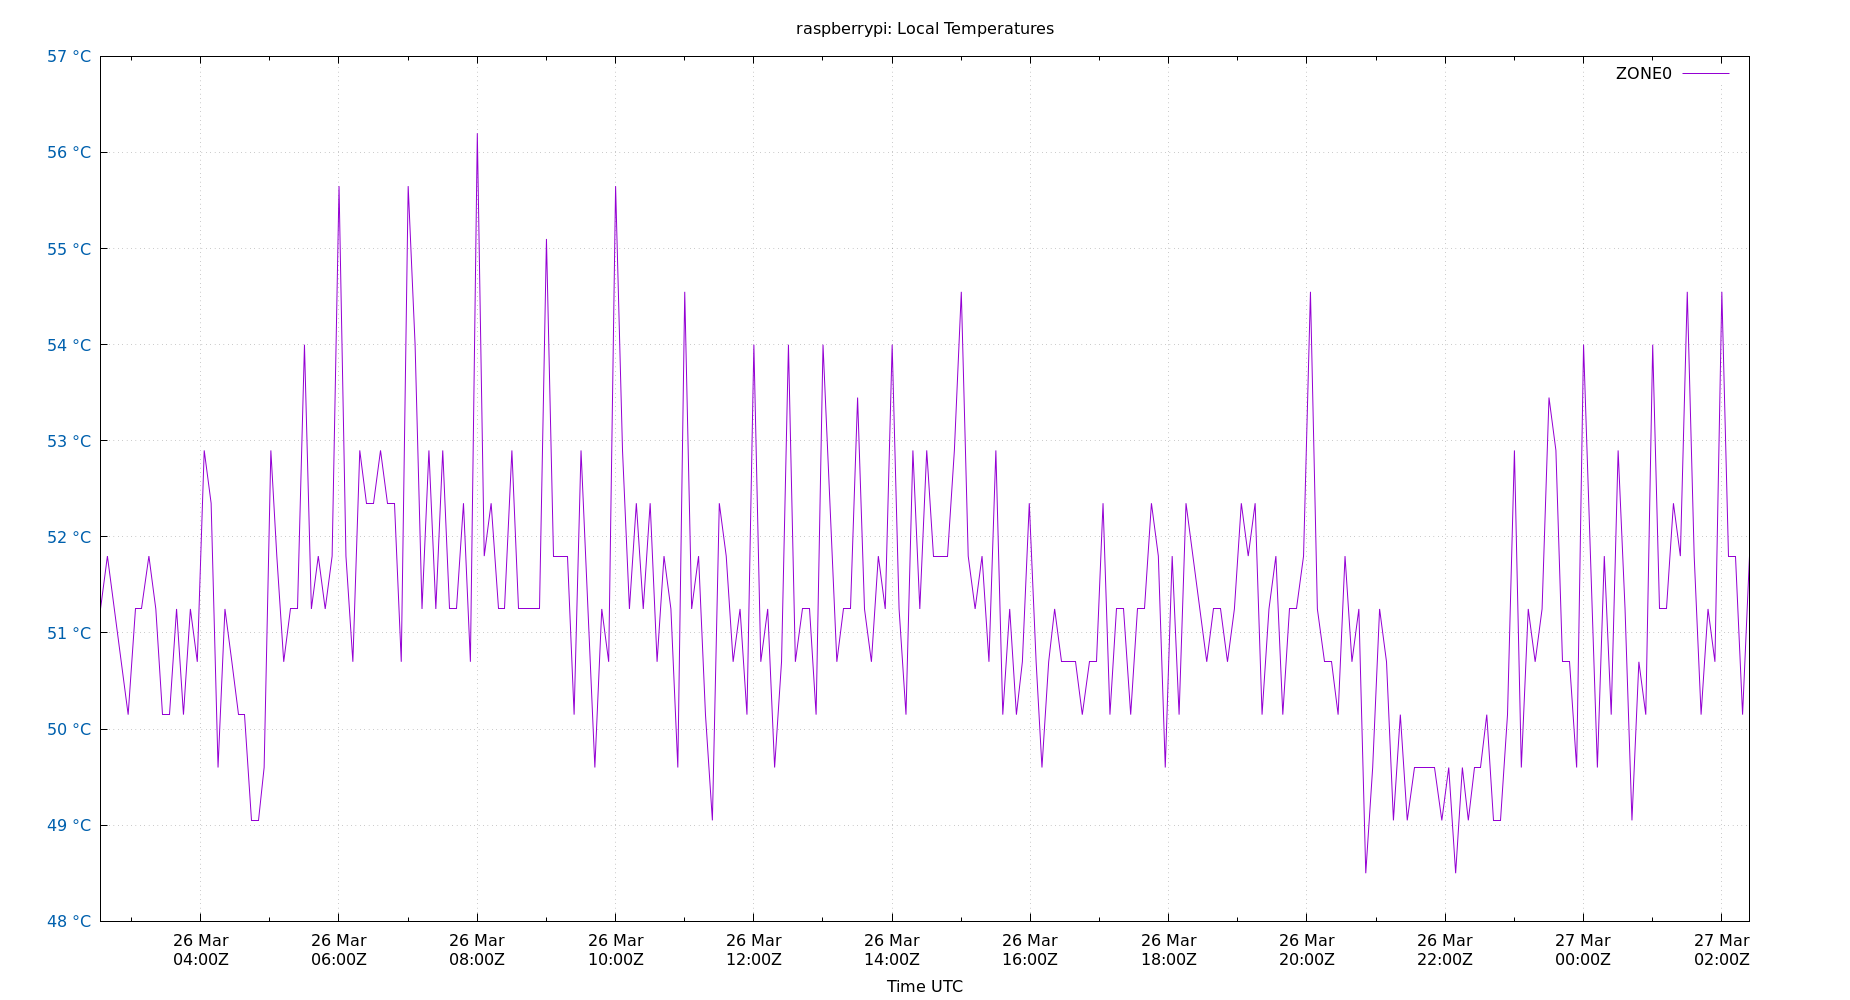 raspberrypi: Local Temperatures
57 °C
ZONE0
56 °C
55 °C
54 °C
53 °C
52 °C
51 °C
50 °C
49 °C
48 °C
26 Mar 26 Mar 26 Mar 26 Mar 26 Mar 26 Mar 26 Mar 26 Mar 26 Mar 26 Mar 27 Mar 27 Mar
04:00Z 06:00Z 08:00Z 10:00Z 12:00Z 14:00Z 16:00Z 18:00Z 20:00Z 22:00Z 00:00Z 02:00Z
Time UTC